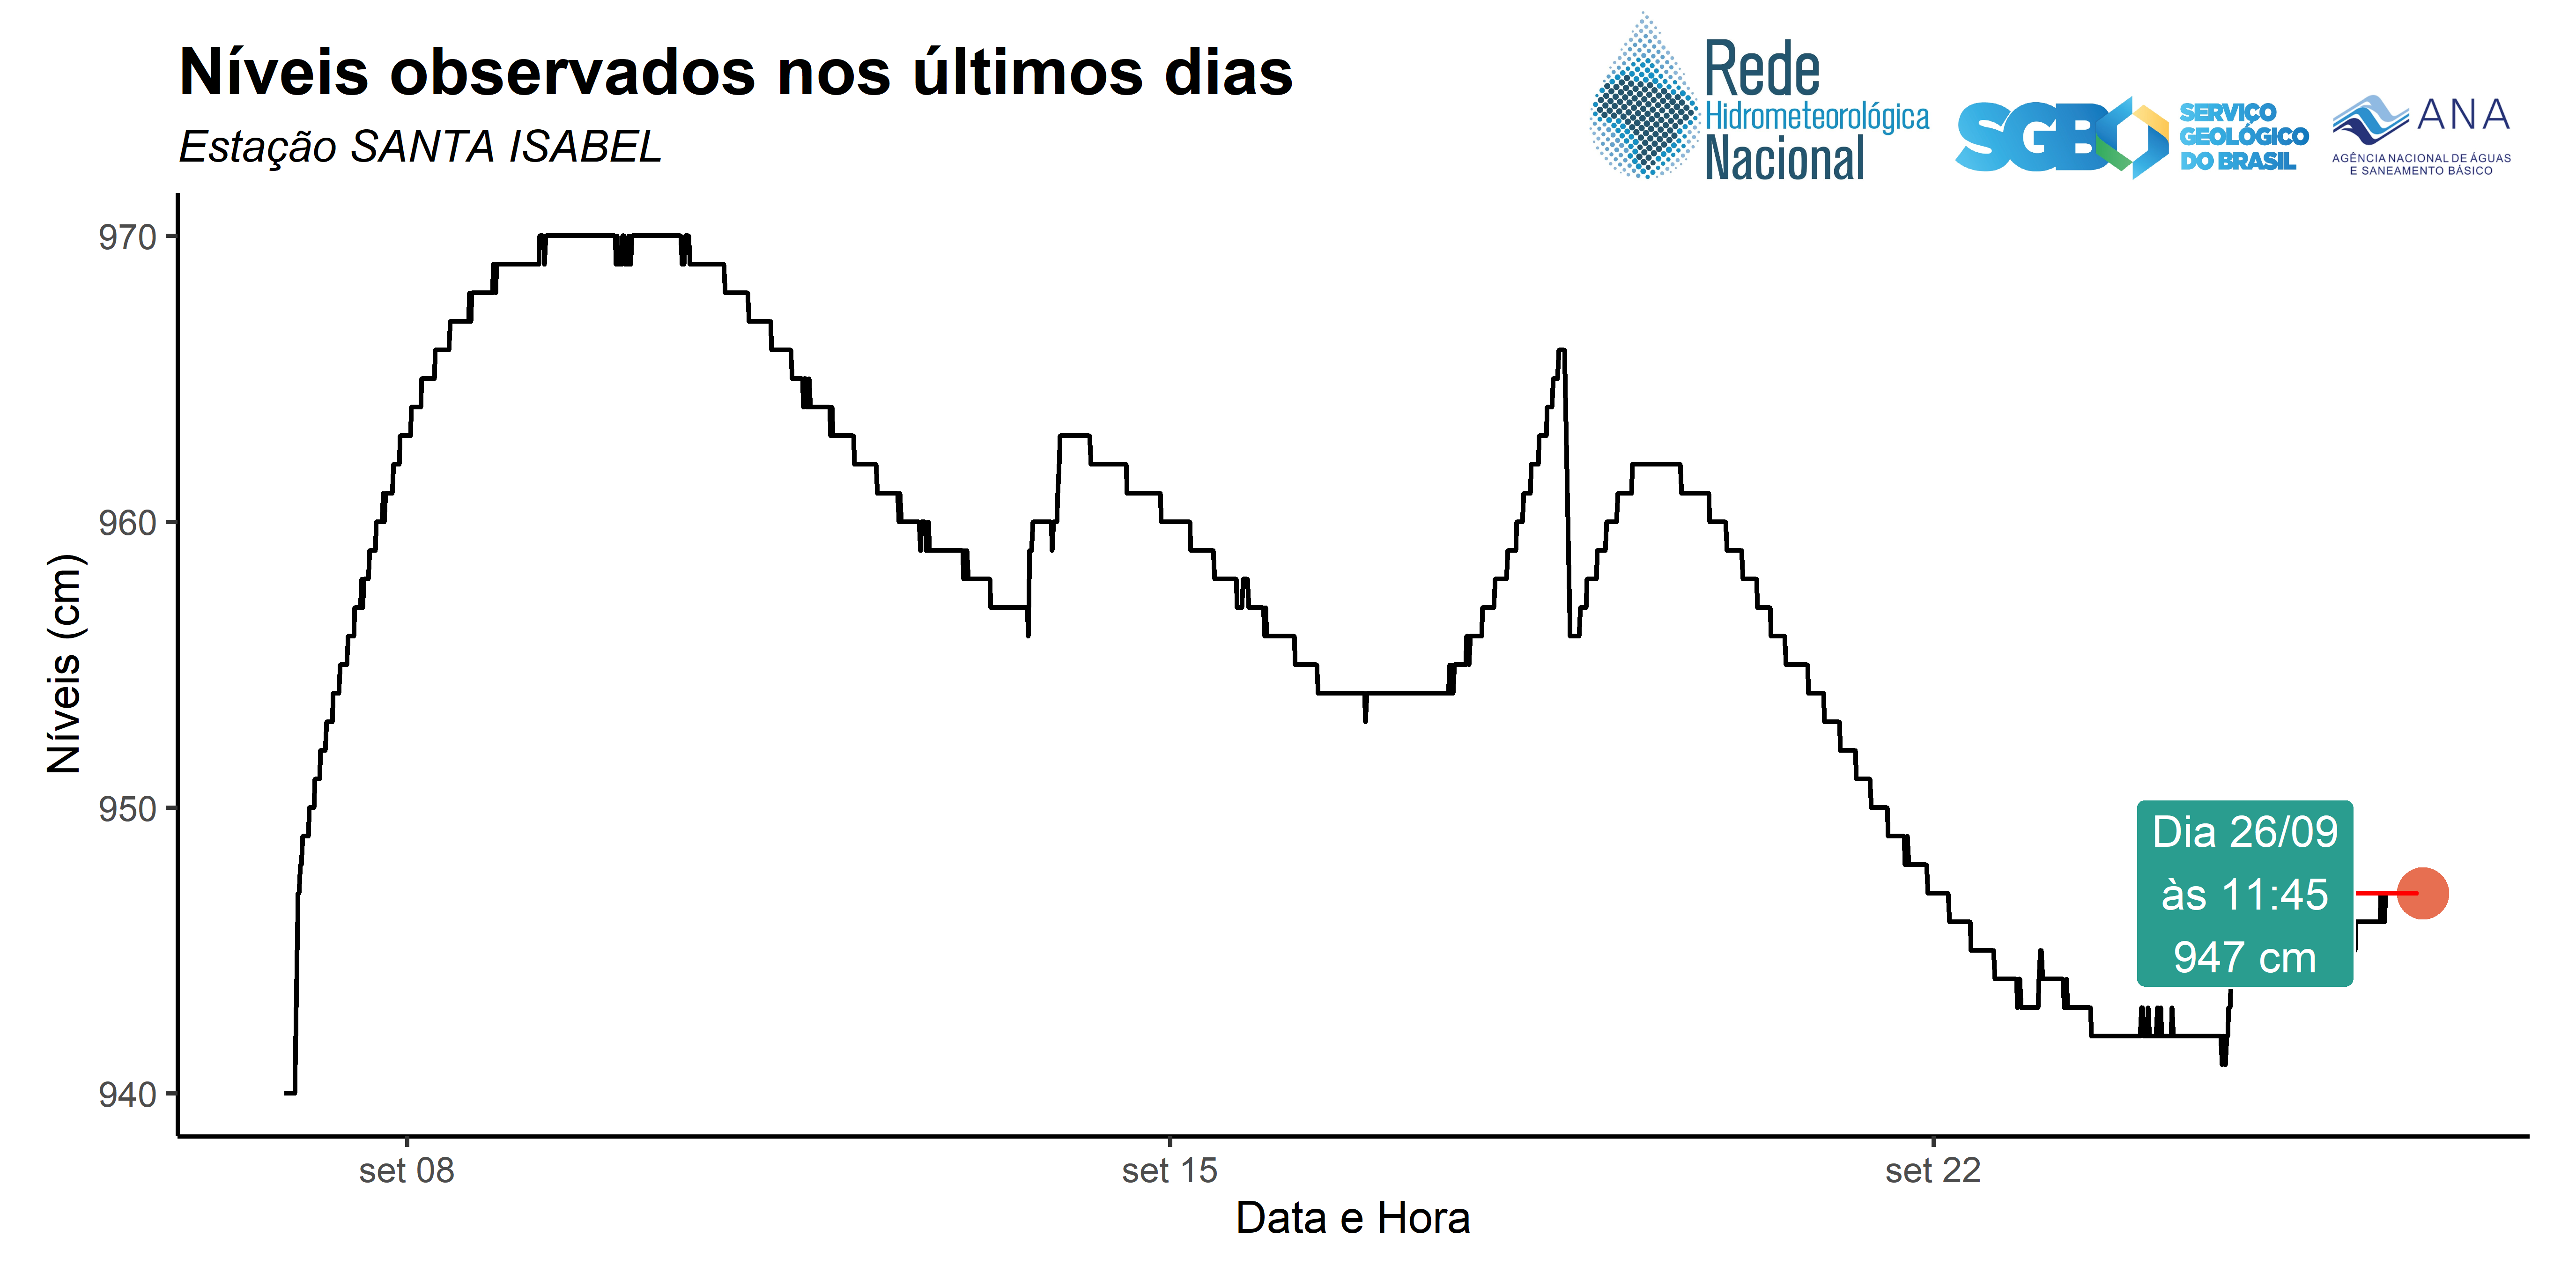 Níveis observados nos últimos dias
Estação SANTA ISABEL
Rede
Hidrometeorológica
Nacional
SGB
SERVIÇO
GEOLÓGICO
DO BRASIL
ANA
AGÊNCIA NACIONAL DE ÁGUAS
E SANEAMENTO BÁSICO
Níveis (cm)
970
960
950
940
Dia 26/09
às 11:45
947 cm
set 08
set 15
set 22
Data e Hora